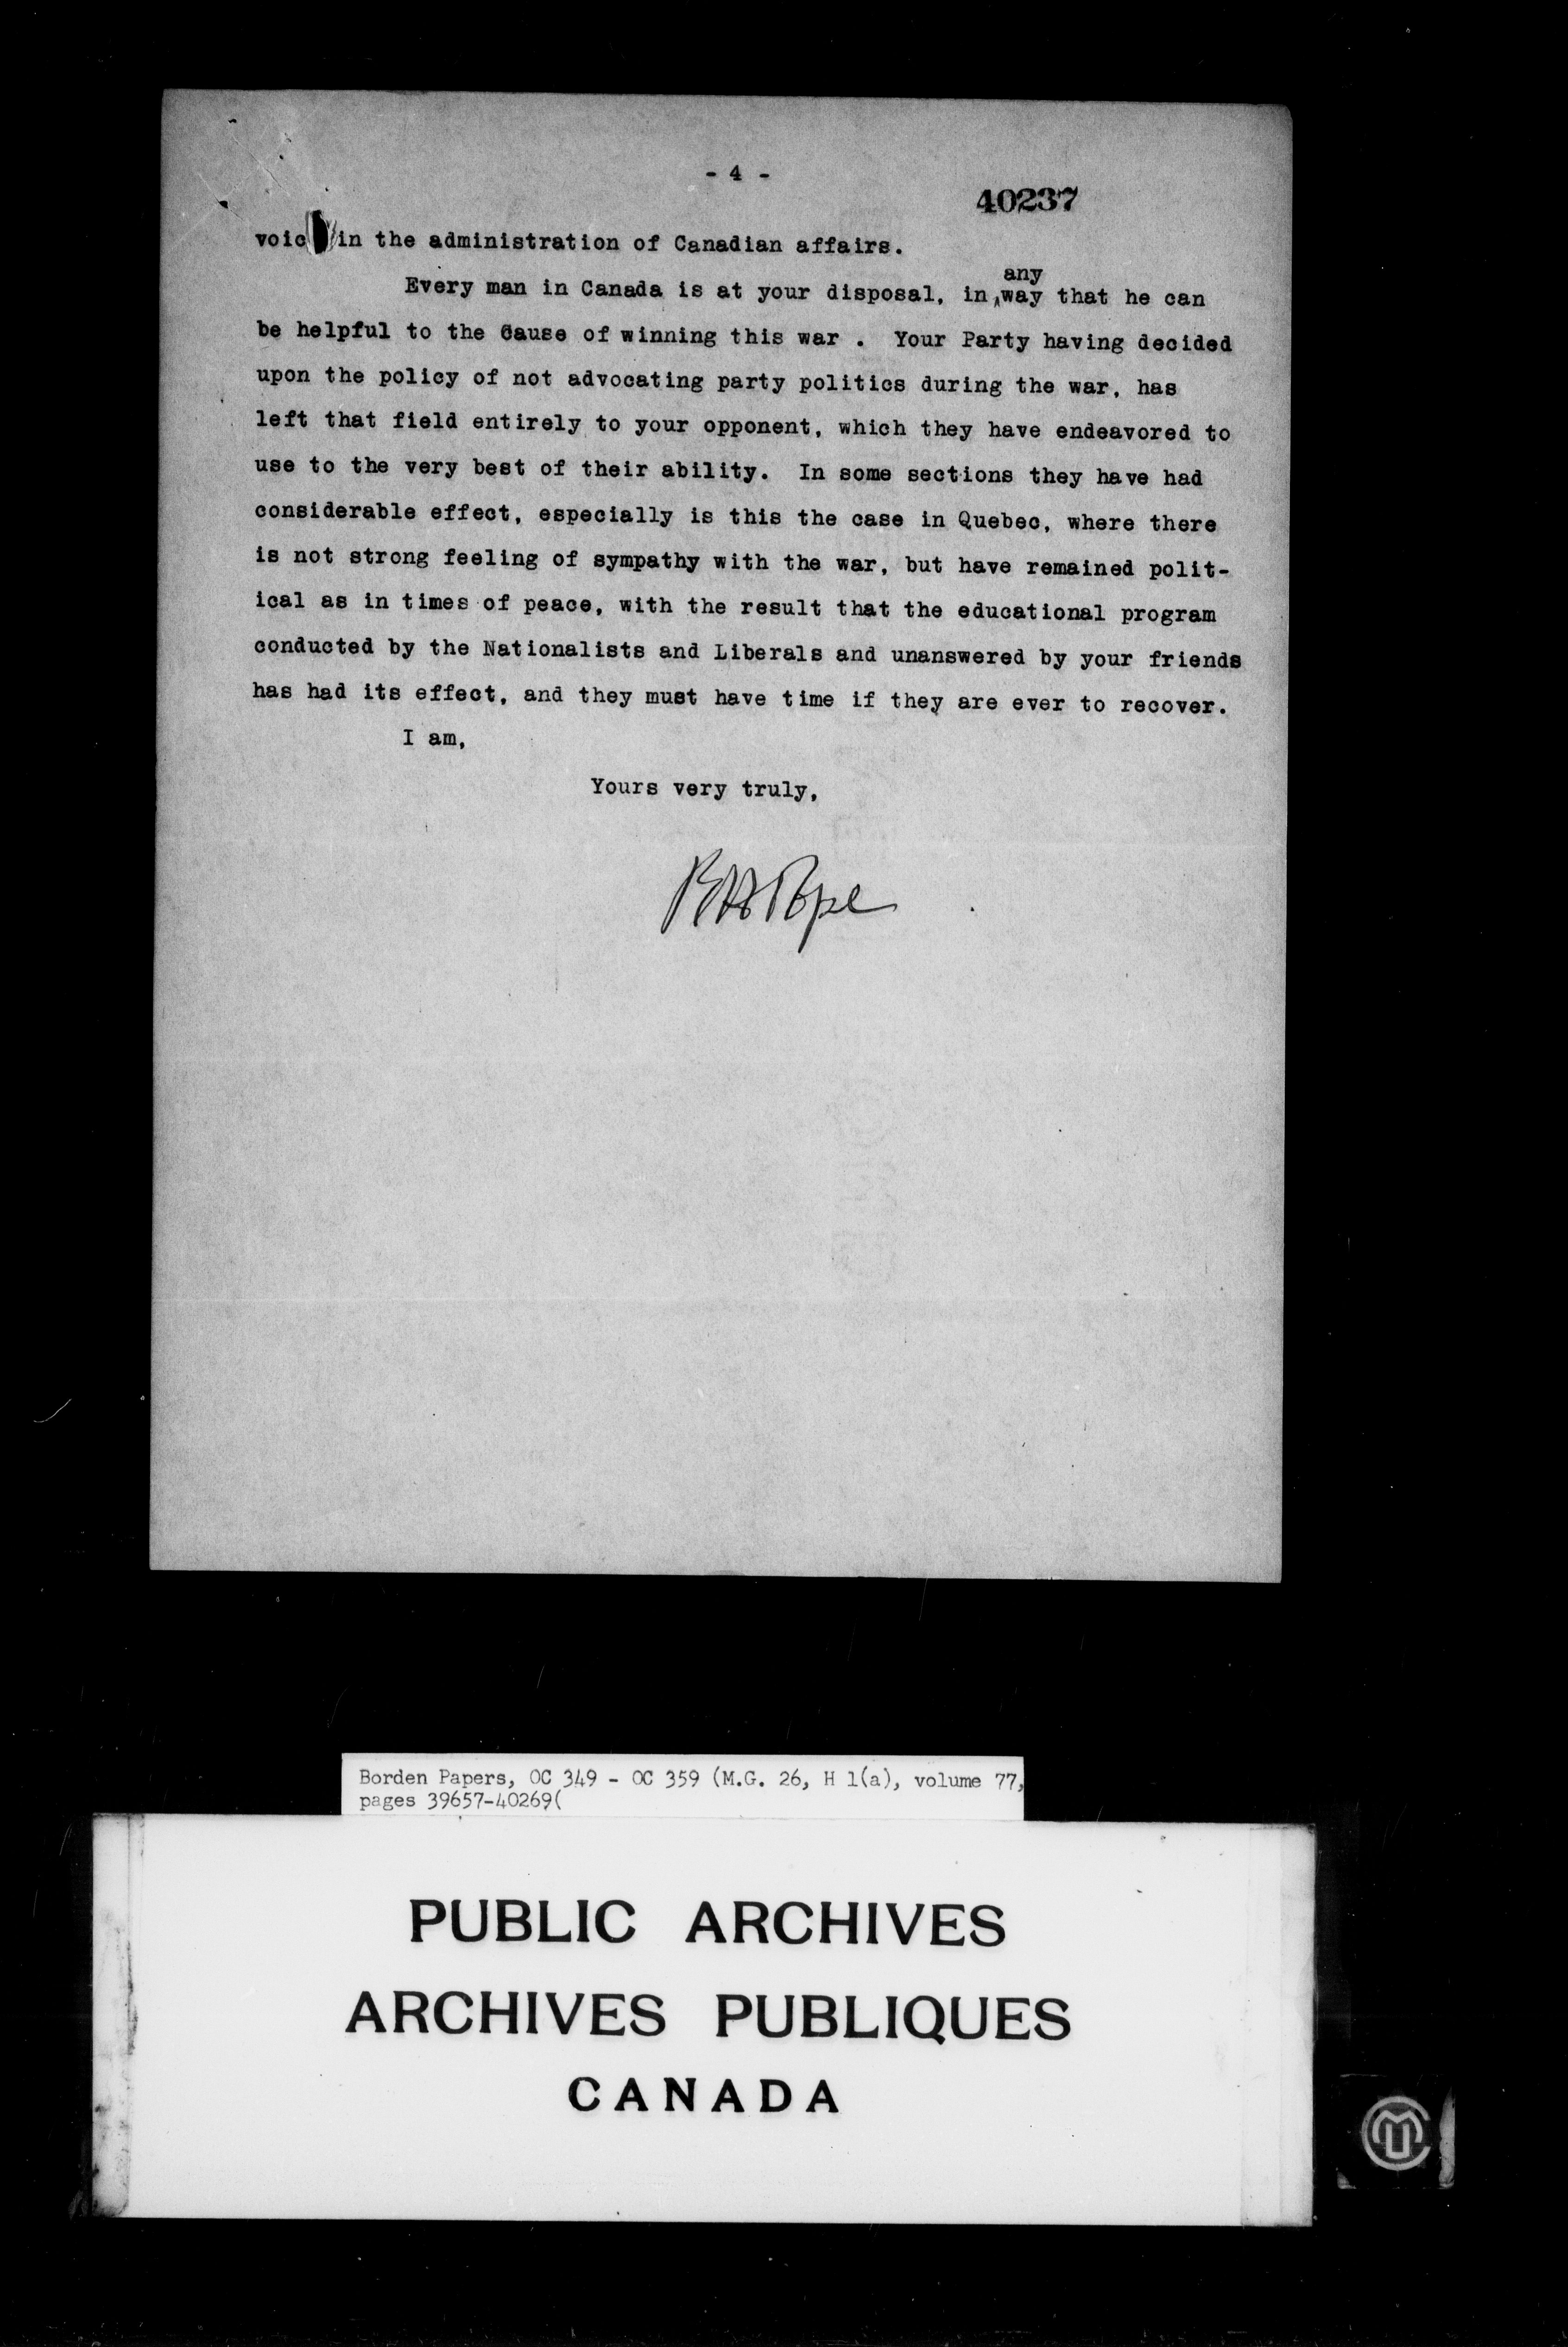 - 4 -
40237
voic in the administration of Canadian affairs.
any
Every man in Canada is at your disposal, in ^way that he can
be helpful to the Cause of winning this war . Your Party having decided
upon the policy of not advocating party politics during the war, has
left that field entirely to your opponent, which they have endeavored to
use to the very best of their ability. In some sections they have had
considerable effect, especially is this the case in Quebec, where there
is not strong feeling of sympathy with the war, but have remained polit-
ical as in times of peace, with the result that the educational program
conducted by the Nationalists and Liberals and unanswered by your friends
has had its effect, and they must have time if they are ever to recover.
I am,
Yours very truly,
Pope
Borden Papers, OC 349 - OC 359 (M.G. 26, H 1(a), volume 77,
pages 39657-40269(
PUBLIC ARCHIVES
ARCHIVES PUBLIQUES
CANADA